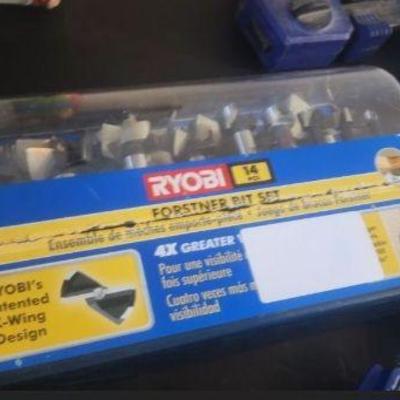 RYOBI 14
FORSTNER BIT SET
Ensemble de mèches emporte-pièce • Juego de brocas Forstner
4X GREATER
Pour une visibilité
fois supérieure
Cuatro veces más
visibilidad
YOBI's
atented
-Wing
Design